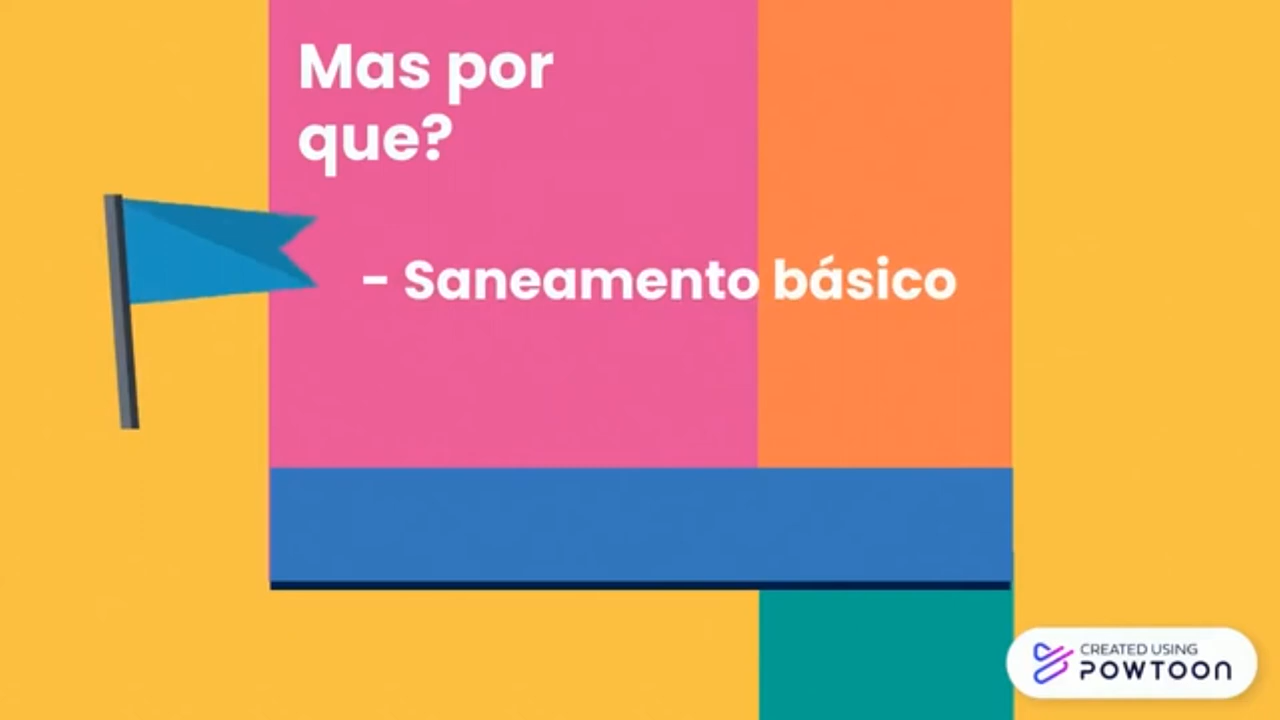 Mas por
que?
- Saneamento básico
CREATED USING
POWTOON